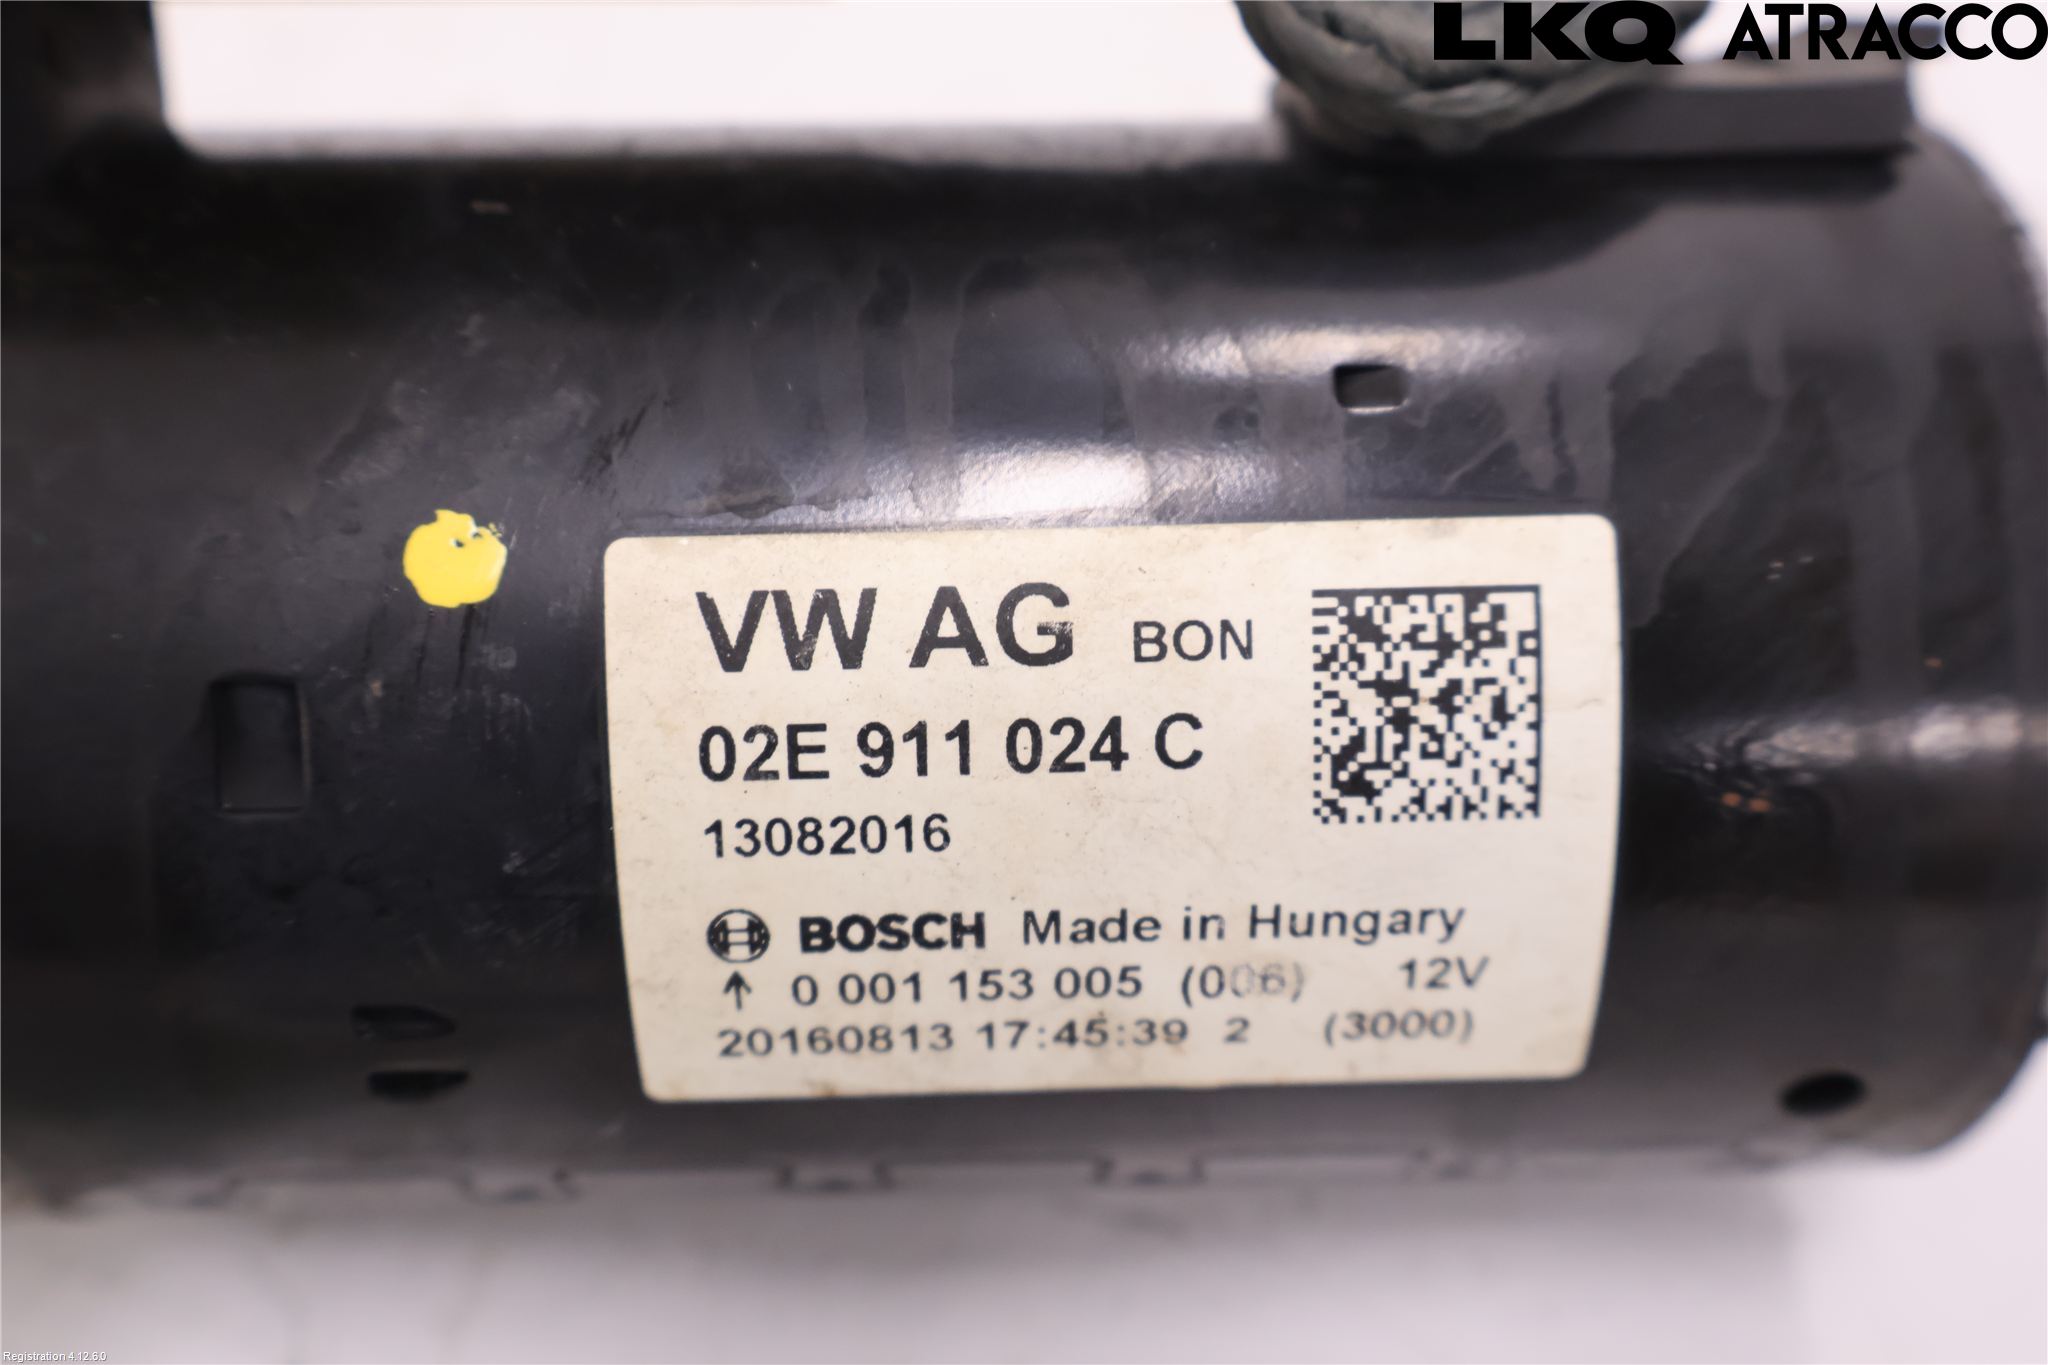 LKQ ATRACCO
VW AG BON
02E 911 024 C
13082016
BOSCH Made in Hungary
↑ 0 001 153 005 (006) 12V
20160813 17:45:39 2 (3000)
Registration 4.12.6.0